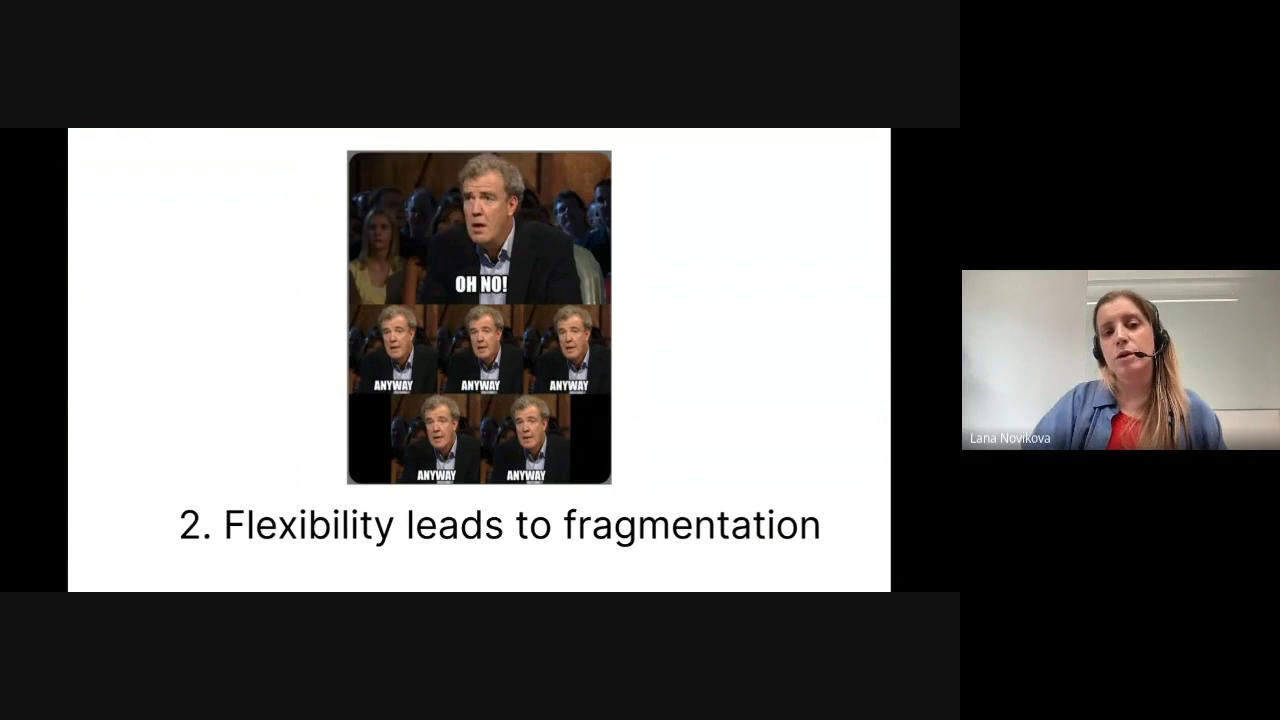 OH NO!
ANYWAY
ANYWAY
ANYWAY
ANYWAY
ANYWAY
2. Flexibility leads to fragmentation
Lana Novikova